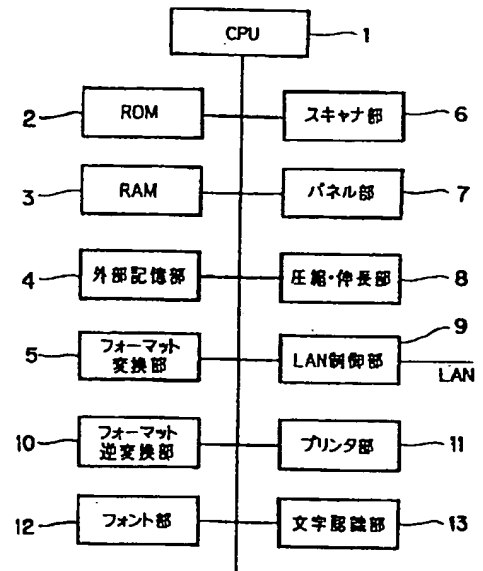 CPU
1
2
ROM
スキャナ部
6
3
RAM
パネル部
7
4
外部記憶部
圧縮・伸長部
8
5
フォーマット
変換部
LAN制御部
9
LAN
10
フォーマット
逆変換部
プリンタ部
11
12
フォント部
文字認識部
13